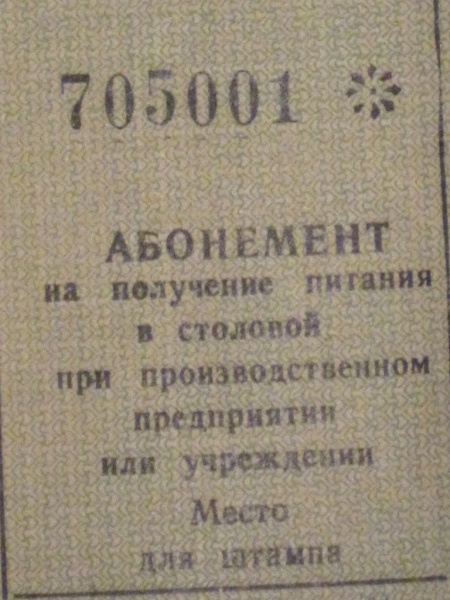 705001
АБОНЕМЕНТ
на получение питания
в столовой
при производственном
предприятии
или учреждении
Место
для штампа